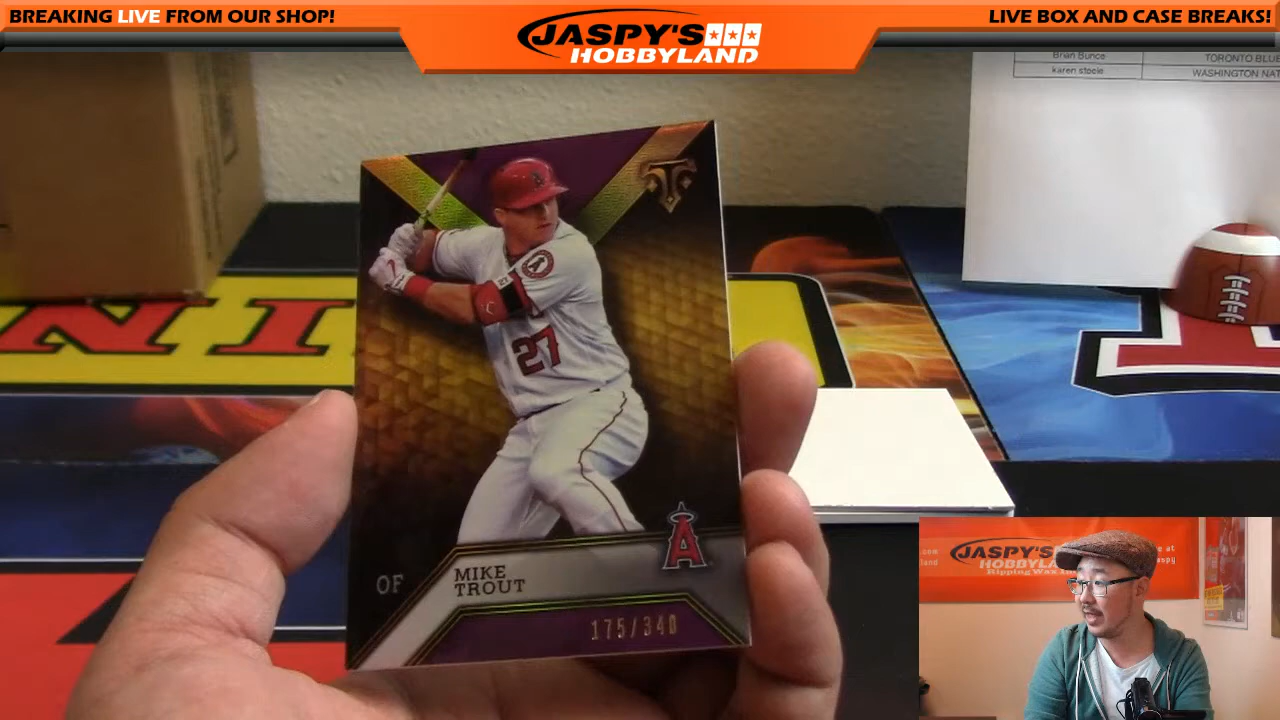 BREAKING LIVE FROM OUR SHOP!
JASPY'S
HOBBYLAND
LIVE BOX AND CASE BREAKS!
Brian Bunce TORONTO BLUE
karen steele WASHINGTON NAT
27
A
OF
MIKE
TROUT
175/340
JASPY'S
HOBBYLAND